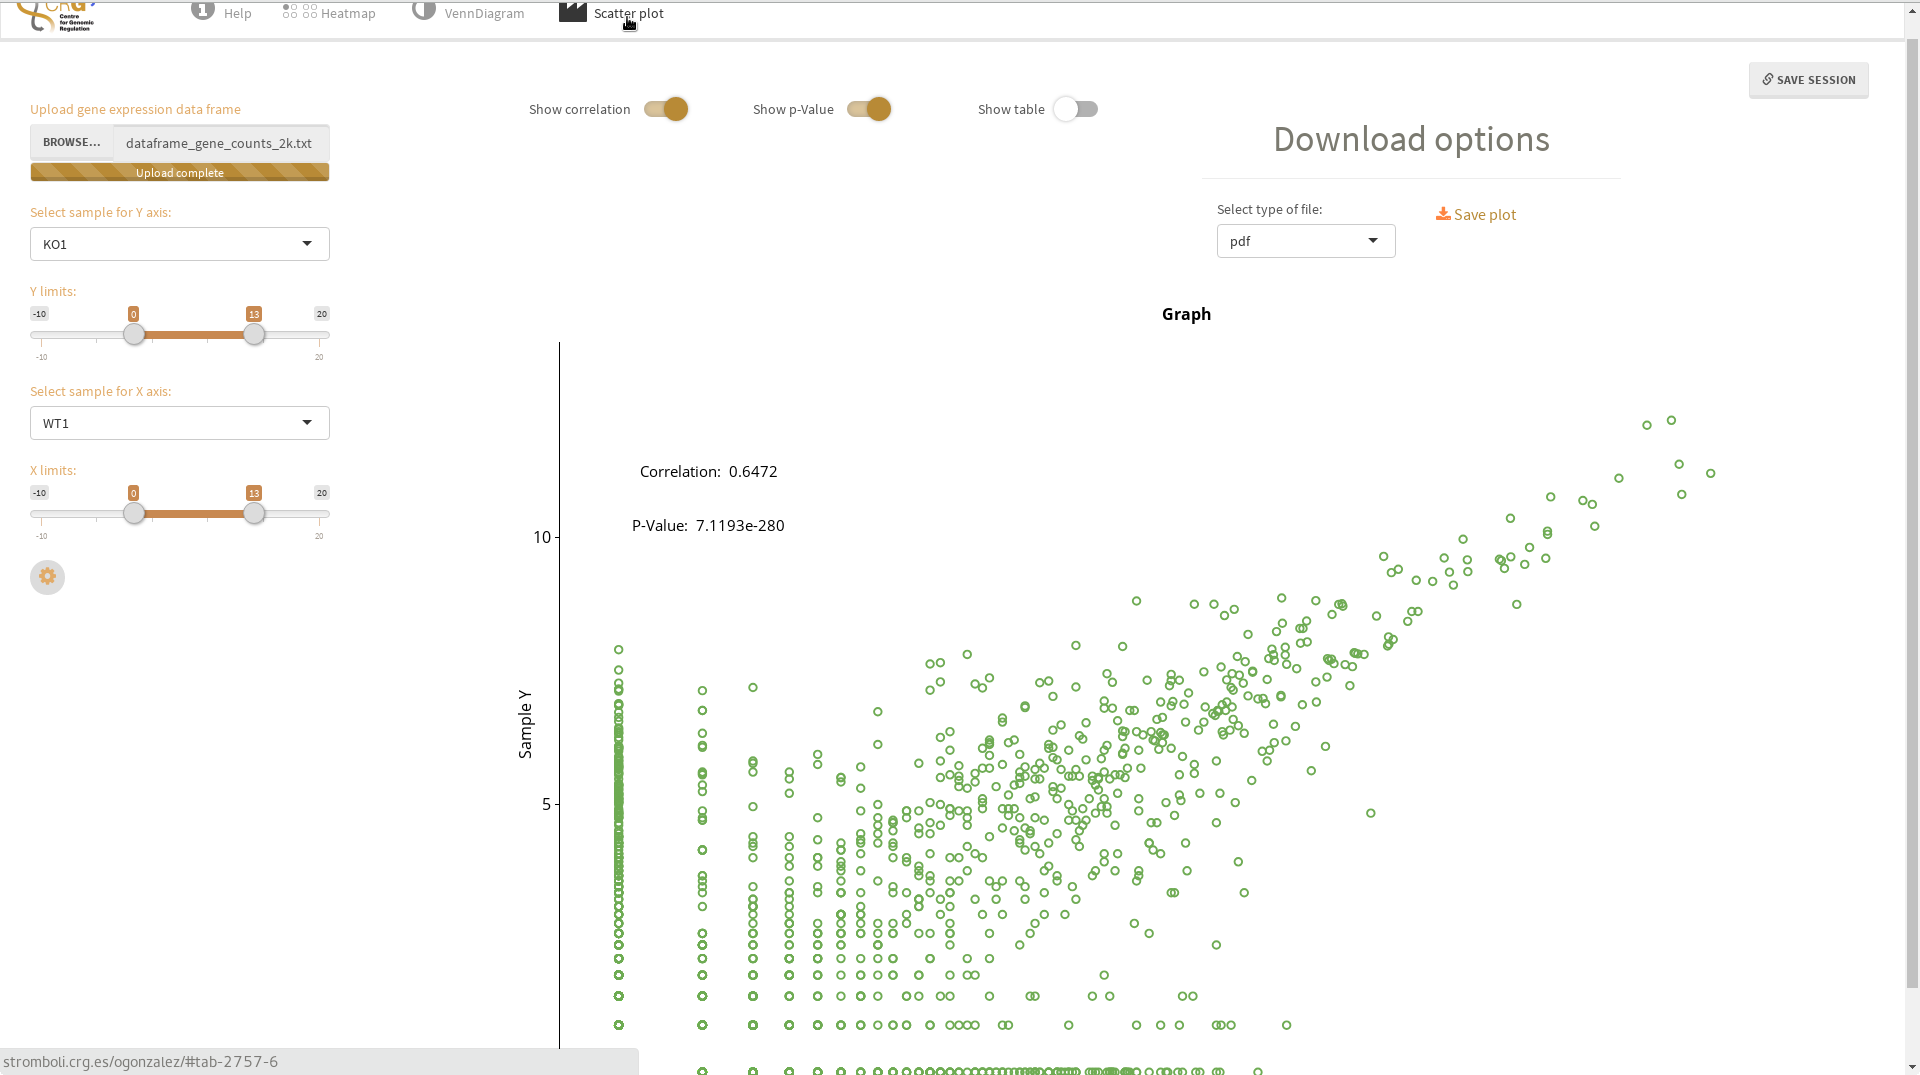 CRG
Centre
for Genomic
Regulation
Help
Heatmap
VennDiagram
Scatter plot
SAVE SESSION
Upload gene expression data frame
BROWSE...
dataframe_gene_counts_2k.txt
Upload complete
Show correlation
Show p-Value
Show table
Download options
Select sample for Y axis:
KO1
Select type of file:
pdf
Save plot
Y limits:
-10
0
13
20
-10
20
Select sample for X axis:
WT1
X limits:
-10
0
13
20
-10
20
Graph
Correlation: 0.6472
P-Value: 7.1193e-280
10
Sample Y
5
stromboli.crg.es/ogonzalez/#tab-2757-6